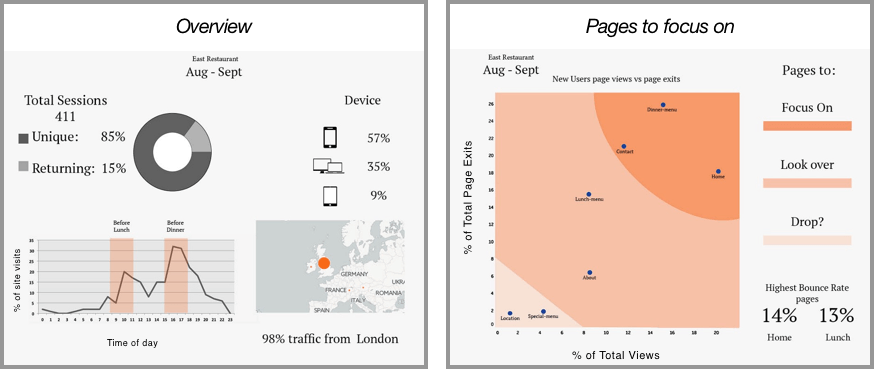 Overview
East Restaurant
Aug - Sept
Total Sessions
411
Unique: 85%
Returning: 15%
Device
57%
35%
9%
Before
Lunch
Before
Dinner
% of site visits
35
30
25
20
15
10
5
0
0 1 2 3 4 5 6 7 8 9 10 11 12 13 14 15 16 17 18 19 20 21 22 23
Time of day
GERMANY
FRANCE
UKRA
ROMANIA
ITALY
SPAIN
98% traffic from London
Pages to focus on
East Restaurant
Aug - Sept
New Users page views vs page exits
% of Total Page Exits
26
24
22
20
18
16
14
12
10
8
6
4
2
0
Dinner-menu
Contact
Home
Lunch-menu
About
Location
Special-menu
0 2 4 6 8 10 12 14 16 18 20
% of Total Views
Pages to:
Focus On
Look over
Drop?
Highest Bounce Rate
pages
14% 13%
Home Lunch